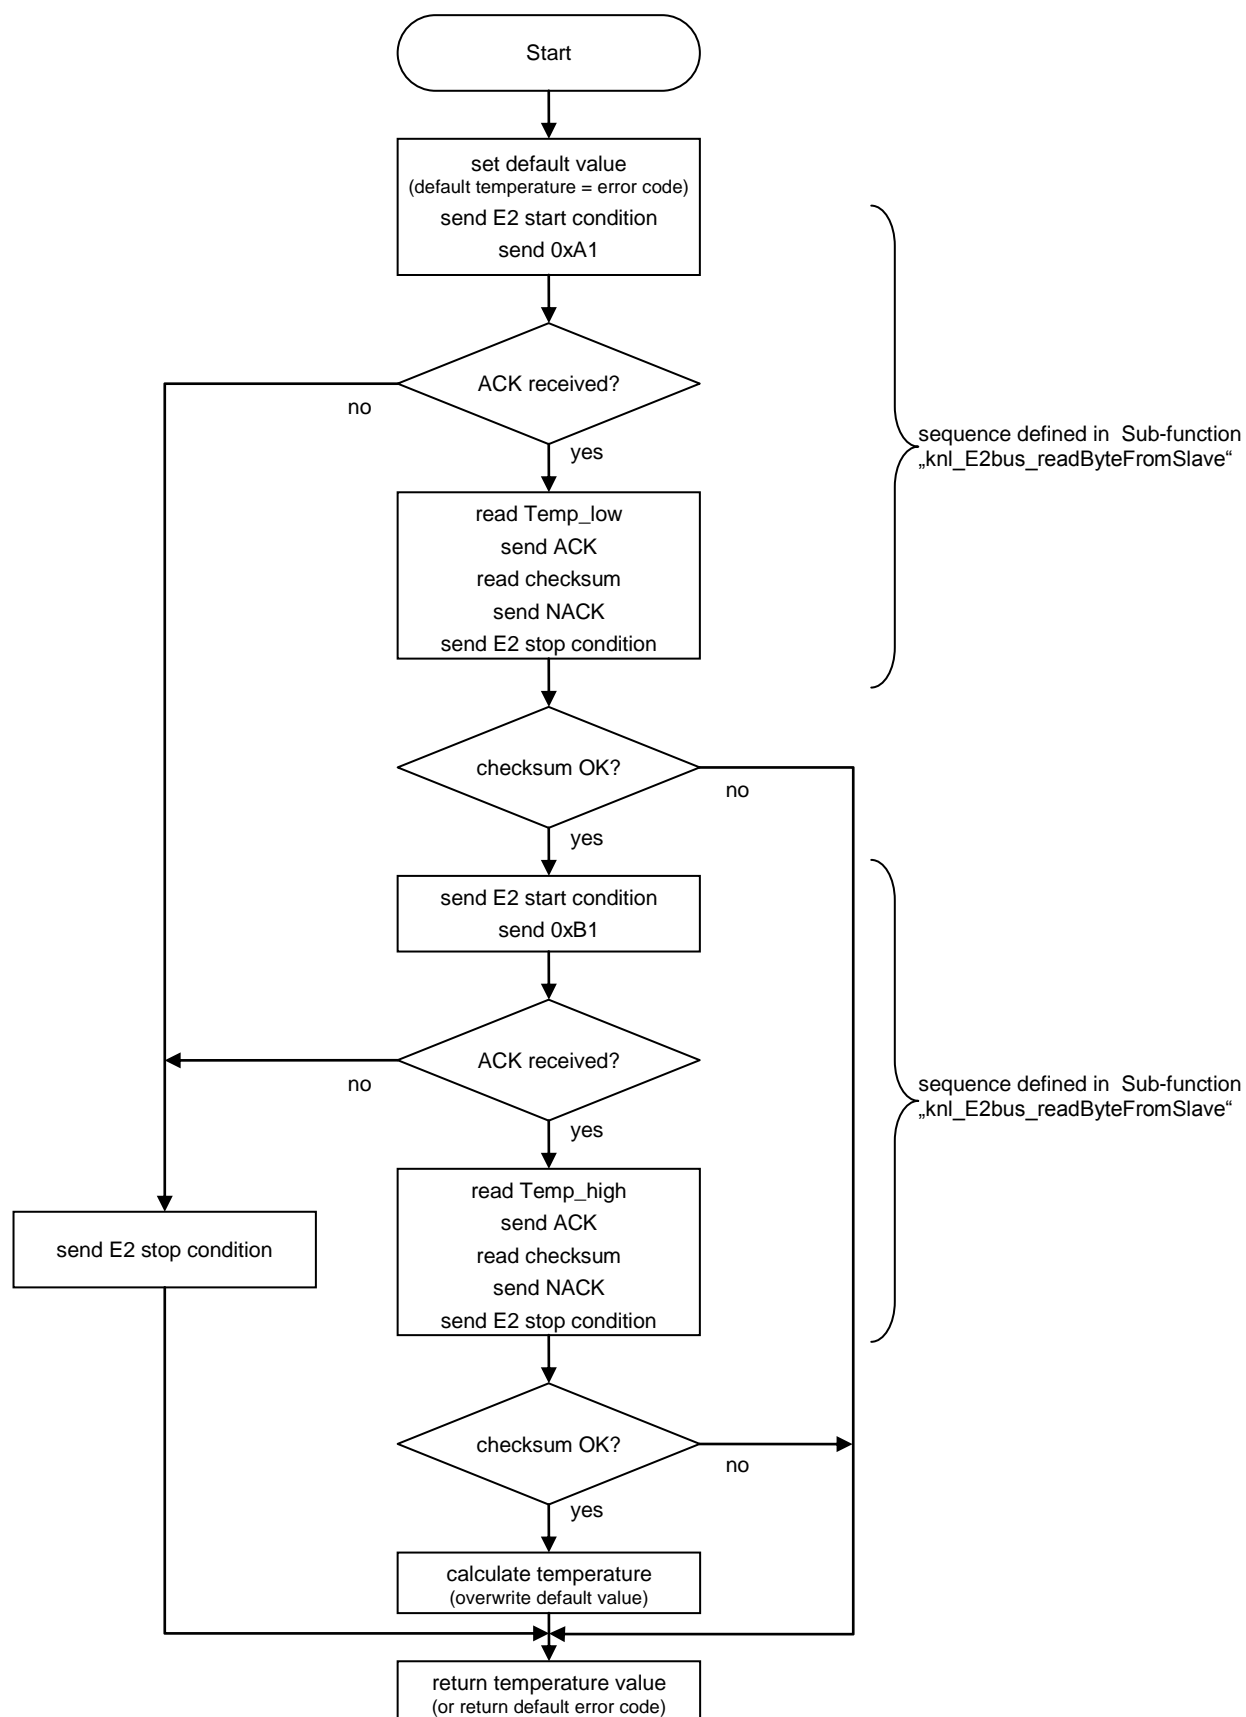 Start
set default value
(default temperature = error code)
send E2 start condition
send 0xA1
ACK received?
no
yes
sequence defined in Sub-function
„knl_E2bus_readByteFromSlave“
read Temp_low
send ACK
read checksum
send NACK
send E2 stop condition
checksum OK?
no
yes
send E2 start condition
send 0xB1
ACK received?
no
yes
sequence defined in Sub-function
„knl_E2bus_readByteFromSlave“
read Temp_high
send ACK
read checksum
send NACK
send E2 stop condition
send E2 stop condition
checksum OK?
no
yes
calculate temperature
(overwrite default value)
return temperature value
(or return default error code)